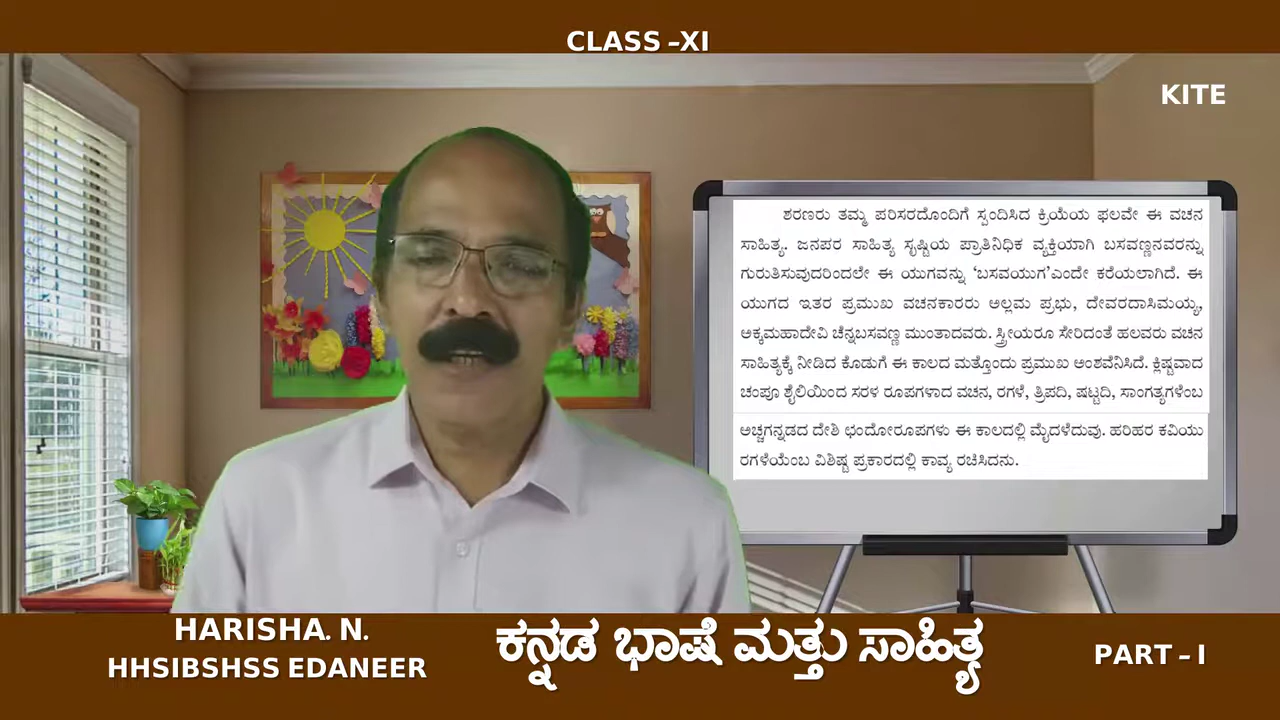 CLASS -XI
KITE
ಶರಣರು ತಮ್ಮ ಪರಿಸರದೊಂದಿಗೆ ಸ್ಪಂದಿಸಿದ ಕ್ರಿಯೆಯ ಫಲವೇ ಈ ವಚನ
ಸಾಹಿತ್ಯ. ಜನಪರ ಸಾಹಿತ್ಯ ಸೃಷ್ಟಿಯ ಪ್ರಾತಿನಿಧಿಕ ವ್ಯಕ್ತಿಯಾಗಿ ಬಸವಣ್ಣನವರನ್ನು
ಗುರುತಿಸುವುದರಿಂದಲೇ ಈ ಯುಗವನ್ನು ‘ಬಸವಯುಗ’ಎಂದೇ ಕರೆಯಲಾಗಿದೆ. ಈ
ಯುಗದ ಇತರ ಪ್ರಮುಖ ವಚನಕಾರರು ಅಲ್ಲಮ ಪ್ರಭು, ದೇವರದಾಸಿಮಯ್ಯ,
ಅಕ್ಕಮಹಾದೇವಿ ಚೆನ್ನಬಸವಣ್ಣ ಮುಂತಾದವರು. ಸ್ತ್ರೀಯರೂ ಸೇರಿದಂತೆ ಹಲವರು ವಚನ
ಸಾಹಿತ್ಯಕ್ಕೆ ನೀಡಿದ ಕೊಡುಗೆ ಈ ಕಾಲದ ಮತ್ತೊಂದು ಪ್ರಮುಖ ಅಂಶವೆನಿಸಿದೆ. ಕ್ಲಿಷ್ಟವಾದ
ಚಂಪೂ ಶೈಲಿಯಿಂದ ಸರಳ ರೂಪಗಳಾದ ವಚನ, ರಗಳೆ, ತ್ರಿಪದಿ, ಷಟ್ಪದಿ, ಸಾಂಗತ್ಯಗಳೆಂಬ
ಅಚ್ಚಗನ್ನಡದ ದೇಶಿ ಛಂದೋರೂಪಗಳು ಈ ಕಾಲದಲ್ಲಿ ಮೈದಳೆದುವು. ಹರಿಹರ ಕವಿಯು
ರಗಳೆಯೆಂಬ ವಿಶಿಷ್ಟ ಪ್ರಕಾರದಲ್ಲಿ ಕಾವ್ಯ ರಚಿಸಿದನು.
HARISHA. N.
HHSIBSHSS EDANEER
ಕನ್ನಡ ಭಾಷೆ ಮತ್ತು ಸಾಹಿತ್ಯ
PART - I